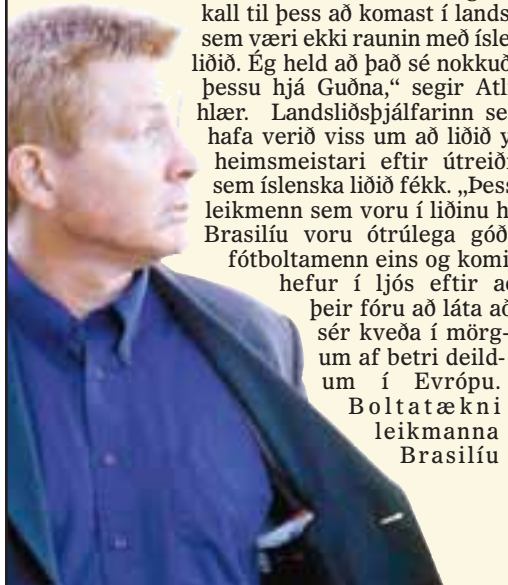 kall til þess að komast í lands
sem væri ekki raunin með ísle
liðið. Ég held að það sé nokkuð
þessu hjá Guðna,“ segir Atl
hlær. Landsliðsþjálfarinn se
hafa verið viss um að liðið y
heimsmeistari eftir útreiði
sem íslenska liðið fékk. „Þess
leikmenn sem voru í liðinu h
Brasilíu voru ótrúlega góð
fótboltamenn eins og komi
hefur í ljós eftir a
þeir fóru að láta að
sér kveða í mörg-
um af betri deild-
um í Evrópu.
Boltatækni
leikmanna
Brasilíu